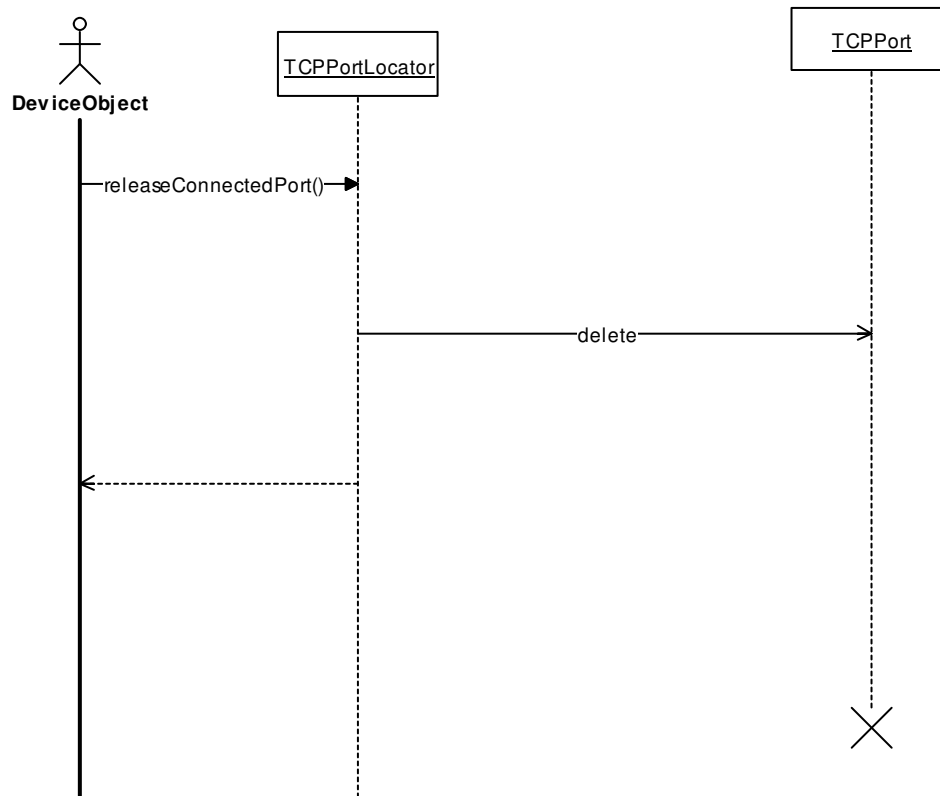 TCPPort
TCPPortLocator
DeviceObject
releaseConnectedPort()
delete